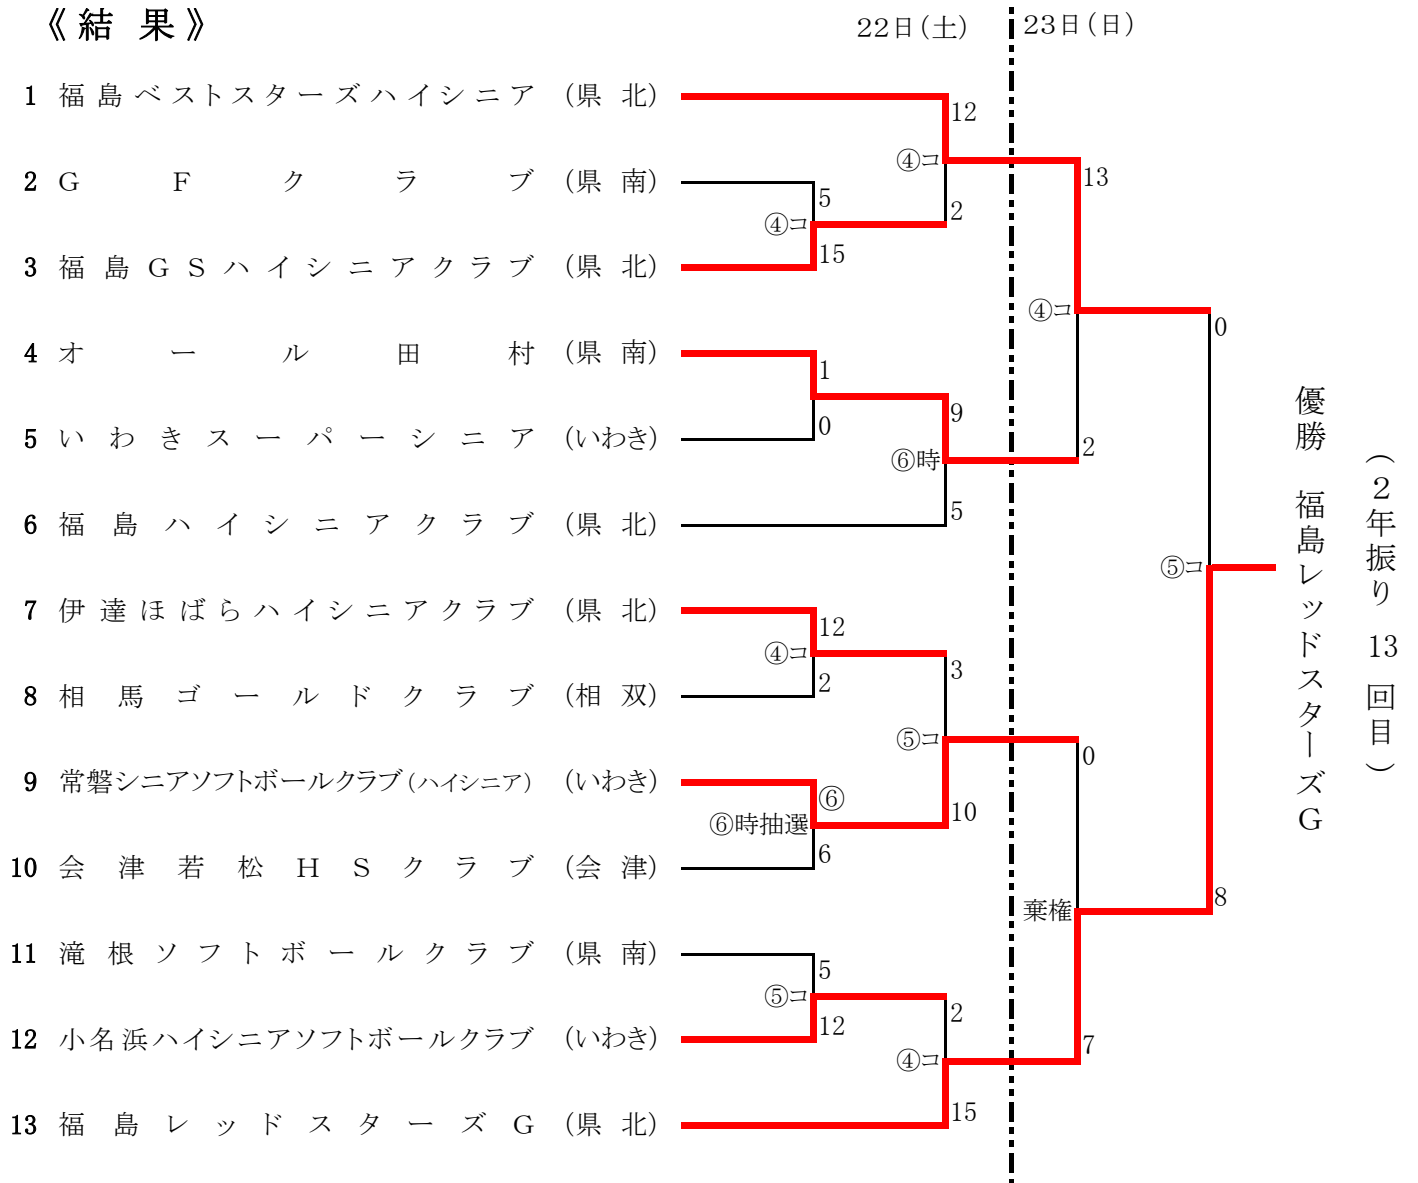 《 結 果 》
22日(土)
23日(日)
1 福島ベストスターズハイシニア (県 北)
12
④コ
13
2 GFクラブ (県 南)
5
④コ
2
15
3 福島GSハイシニアクラブ (県 北)
④コ
0
4 オール田村 (県 南)
1
9
0
5 いわきスーパーシニア (いわき)
⑥時
2
5
6 福島ハイシニアクラブ (県 北)
⑤コ
7 伊達ほばらハイシニアクラブ (県 北)
12
④コ
3
2
8 相馬ゴールドクラブ (相 双)
⑤コ
0
9 常磐シニアソフトボールクラブ(ハイシニア) (いわき)
⑥
⑥時抽選
10
6
10 会津若松HSクラブ (会 津)
棄権
8
11 滝根ソフトボールクラブ (県 南)
5
⑤コ
2
12
12 小名浜ハイシニアソフトボールクラブ (いわき)
④コ
7
15
13 福島レッドスターズG (県 北)
優勝 福島レッドスターズG
(2年振り 13 回目)